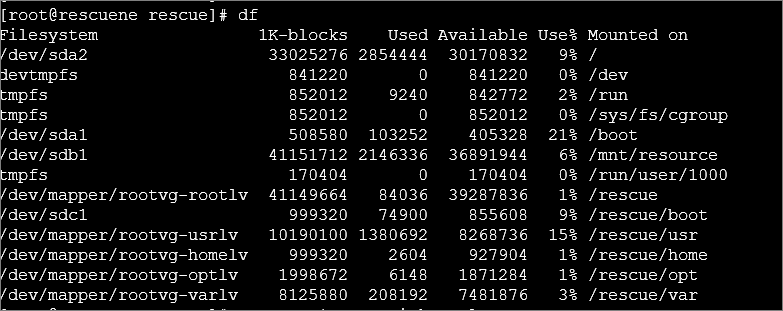 [root@rescuene rescue]# df
Filesystem 1K-blocks Used Available Use% Mounted on
/dev/sda2 33025276 2854444 30170832 9% /
devtmpfs 841220 0 841220 0% /dev
tmpfs 852012 9240 842772 2% /run
tmpfs 852012 0 852012 0% /sys/fs/cgroup
/dev/sda1 508580 103252 405328 21% /boot
/dev/sdb1 41151712 2146336 36891944 6% /mnt/resource
tmpfs 170404 0 170404 0% /run/user/1000
/dev/mapper/rootvg-rootlv 41149664 84036 39287836 1% /rescue
/dev/sdc1 999320 74900 855608 9% /rescue/boot
/dev/mapper/rootvg-usrlv 10190100 1380692 8268736 15% /rescue/usr
/dev/mapper/rootvg-homelv 999320 2604 927904 1% /rescue/home
/dev/mapper/rootvg-optlv 1998672 6148 1871284 1% /rescue/opt
/dev/mapper/rootvg-varlv 8125880 208192 7481876 3% /rescue/var